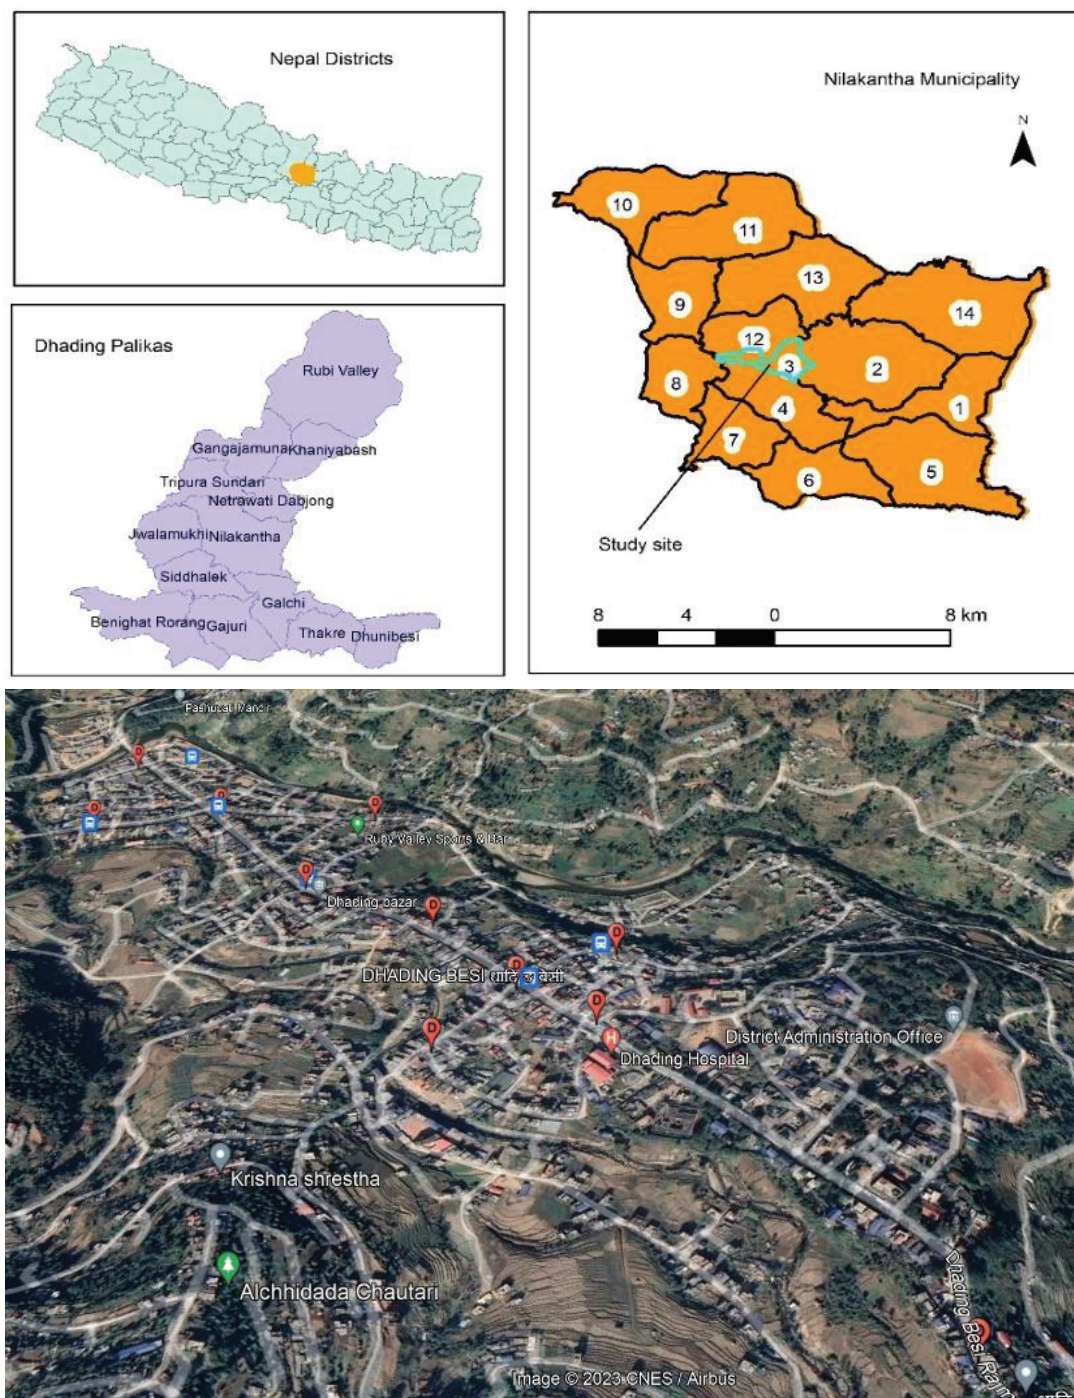 Nepal Districts
Dhading Palikas
Rubi Valley
Gangajamuna
Khaniyabash
Tripura Sundari
Netrawati Dabjong
Jwalamukhi
Nilakantha
Siddhalek
Galchi
Benighat Rorang
Gajuri
Thakre
Dhunibesi
Nilakantha Municipality
N
10
11
13
9
14
12
3
2
8
4
1
7
5
6
Study site
8 4 0 8 km
Pashupati Mandir
D
D
D
D
Ruby Valley Sports & Bar
D
Dhading bazar
D
D
D
DHADING BESI
D
D
H
Dhading Hospital
District Administration Office
Krishna shrestha
Alchhidada Chautari
Dhading Besi
Image © 2023 CNES / Airbus